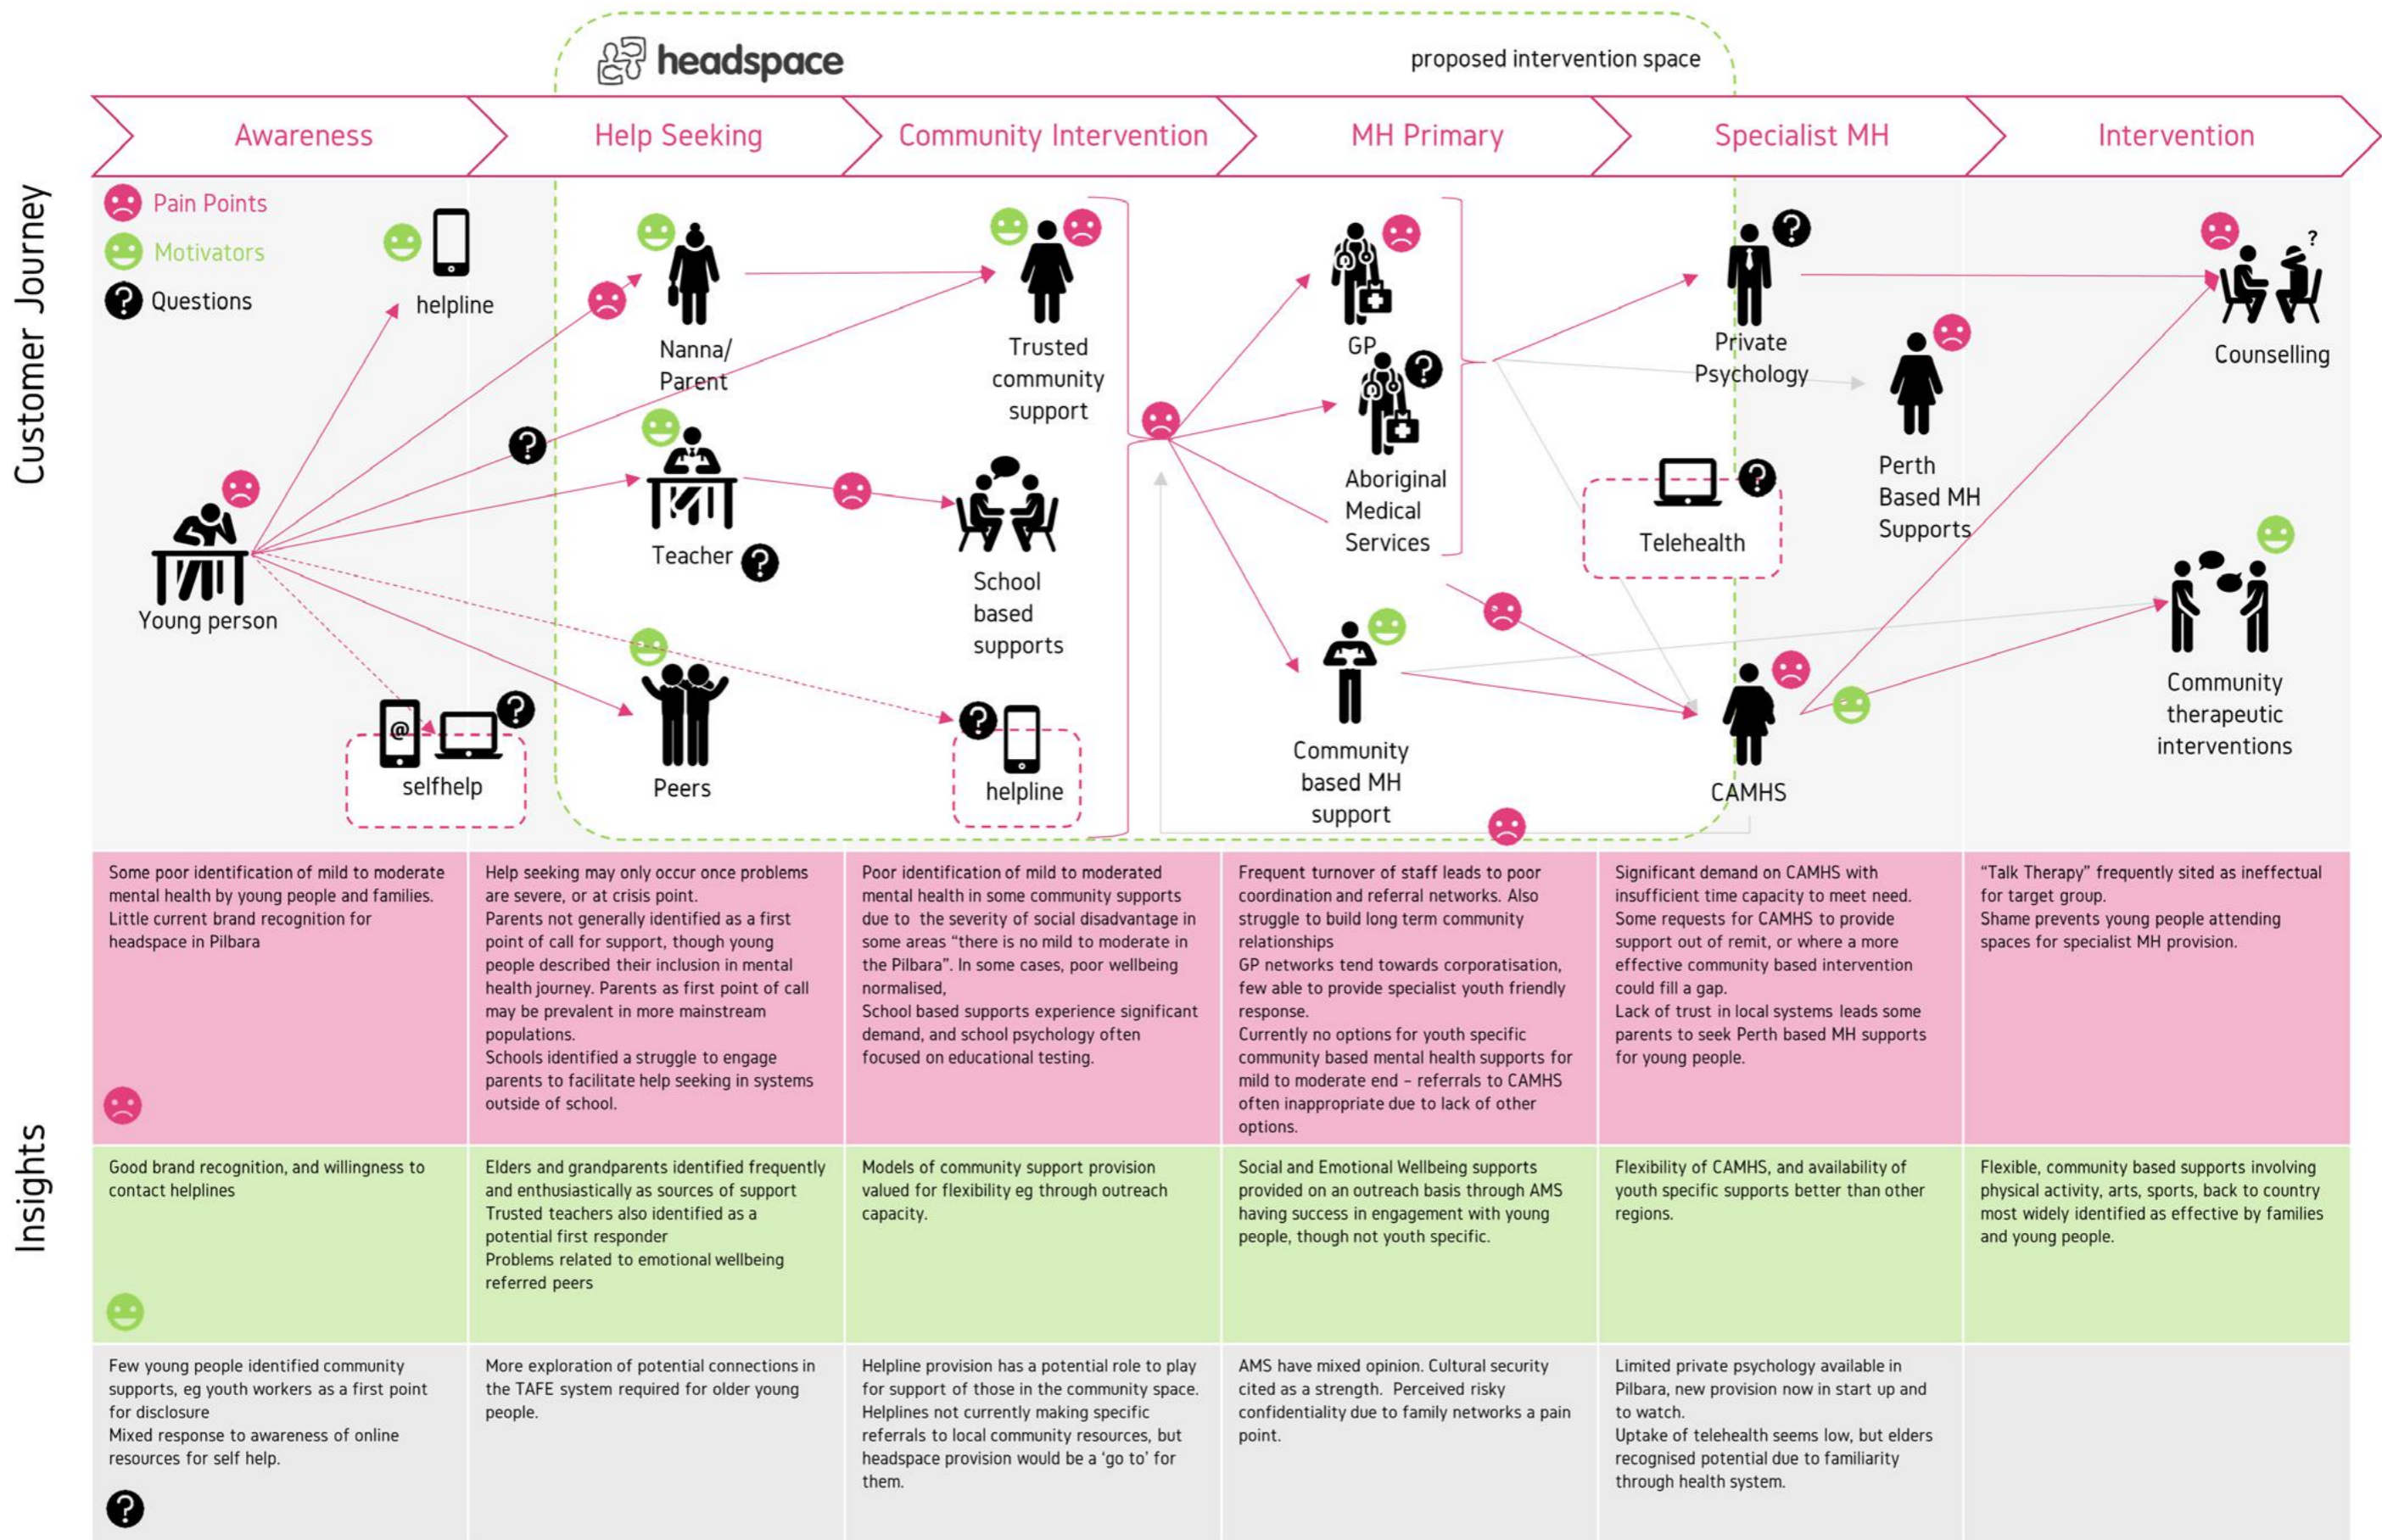 headspace
proposed intervention space
Awareness
Help Seeking
Community Intervention
MH Primary
Specialist MH
Intervention
Customer Journey
Pain Points
Motivators
? Questions
helpline
Young person
@
?
selfhelp
?
Nanna/
Parent
Teacher ?
Peers
Trusted
community
support
School
based
supports
?
helpline
GP
?
Aboriginal
Medical
Services
Community
based MH
support
?
Private
Psychology
?
Telehealth
Perth
Based MH
Supports
CAMHS
?
Counselling
Community
therapeutic
interventions
Insights
Some poor identification of mild to moderate
mental health by young people and families.
Little current brand recognition for
headspace in Pilbara
Help seeking may only occur once problems
are severe, or at crisis point.
Parents not generally identified as a first
point of call for support, though young
people described their inclusion in mental
health journey. Parents as first point of call
may be prevalent in more mainstream
populations.
Schools identified a struggle to engage
parents to facilitate help seeking in systems
outside of school.
Poor identification of mild to moderated
mental health in some community supports
due to the severity of social disadvantage in
some areas “there is no mild to moderate in
the Pilbara”. In some cases, poor wellbeing
normalised,
School based supports experience significant
demand, and school psychology often
focused on educational testing.
Frequent turnover of staff leads to poor
coordination and referral networks. Also
struggle to build long term community
relationships
GP networks tend towards corporatisation,
few able to provide specialist youth friendly
response.
Currently no options for youth specific
community based mental health supports for
mild to moderate end – referrals to CAMHS
often inappropriate due to lack of other
options.
Significant demand on CAMHS with
insufficient time capacity to meet need.
Some requests for CAMHS to provide
support out of remit, or where a more
effective community based intervention
could fill a gap.
Lack of trust in local systems leads some
parents to seek Perth based MH supports
for young people.
“Talk Therapy” frequently sited as ineffectual
for target group.
Shame prevents young people attending
spaces for specialist MH provision.
Good brand recognition, and willingness to
contact helplines
Elders and grandparents identified frequently
and enthusiastically as sources of support
Trusted teachers also identified as a
potential first responder
Problems related to emotional wellbeing
referred peers
Models of community support provision
valued for flexibility eg through outreach
capacity.
Social and Emotional Wellbeing supports
provided on an outreach basis through AMS
having success in engagement with young
people, though not youth specific.
Flexibility of CAMHS, and availability of
youth specific supports better than other
regions.
Flexible, community based supports involving
physical activity, arts, sports, back to country
most widely identified as effective by families
and young people.
Few young people identified community
supports, eg youth workers as a first point
for disclosure
Mixed response to awareness of online
resources for self help.
?
More exploration of potential connections in
the TAFE system required for older young
people.
Helpline provision has a potential role to play
for support of those in the community space.
Helplines not currently making specific
referrals to local community resources, but
headspace provision would be a ‘go to’ for
them.
AMS have mixed opinion. Cultural security
cited as a strength. Perceived risky
confidentiality due to family networks a pain
point.
Limited private psychology available in
Pilbara, new provision now in start up and
to watch.
Uptake of telehealth seems low, but elders
recognised potential due to familiarity
through health system.